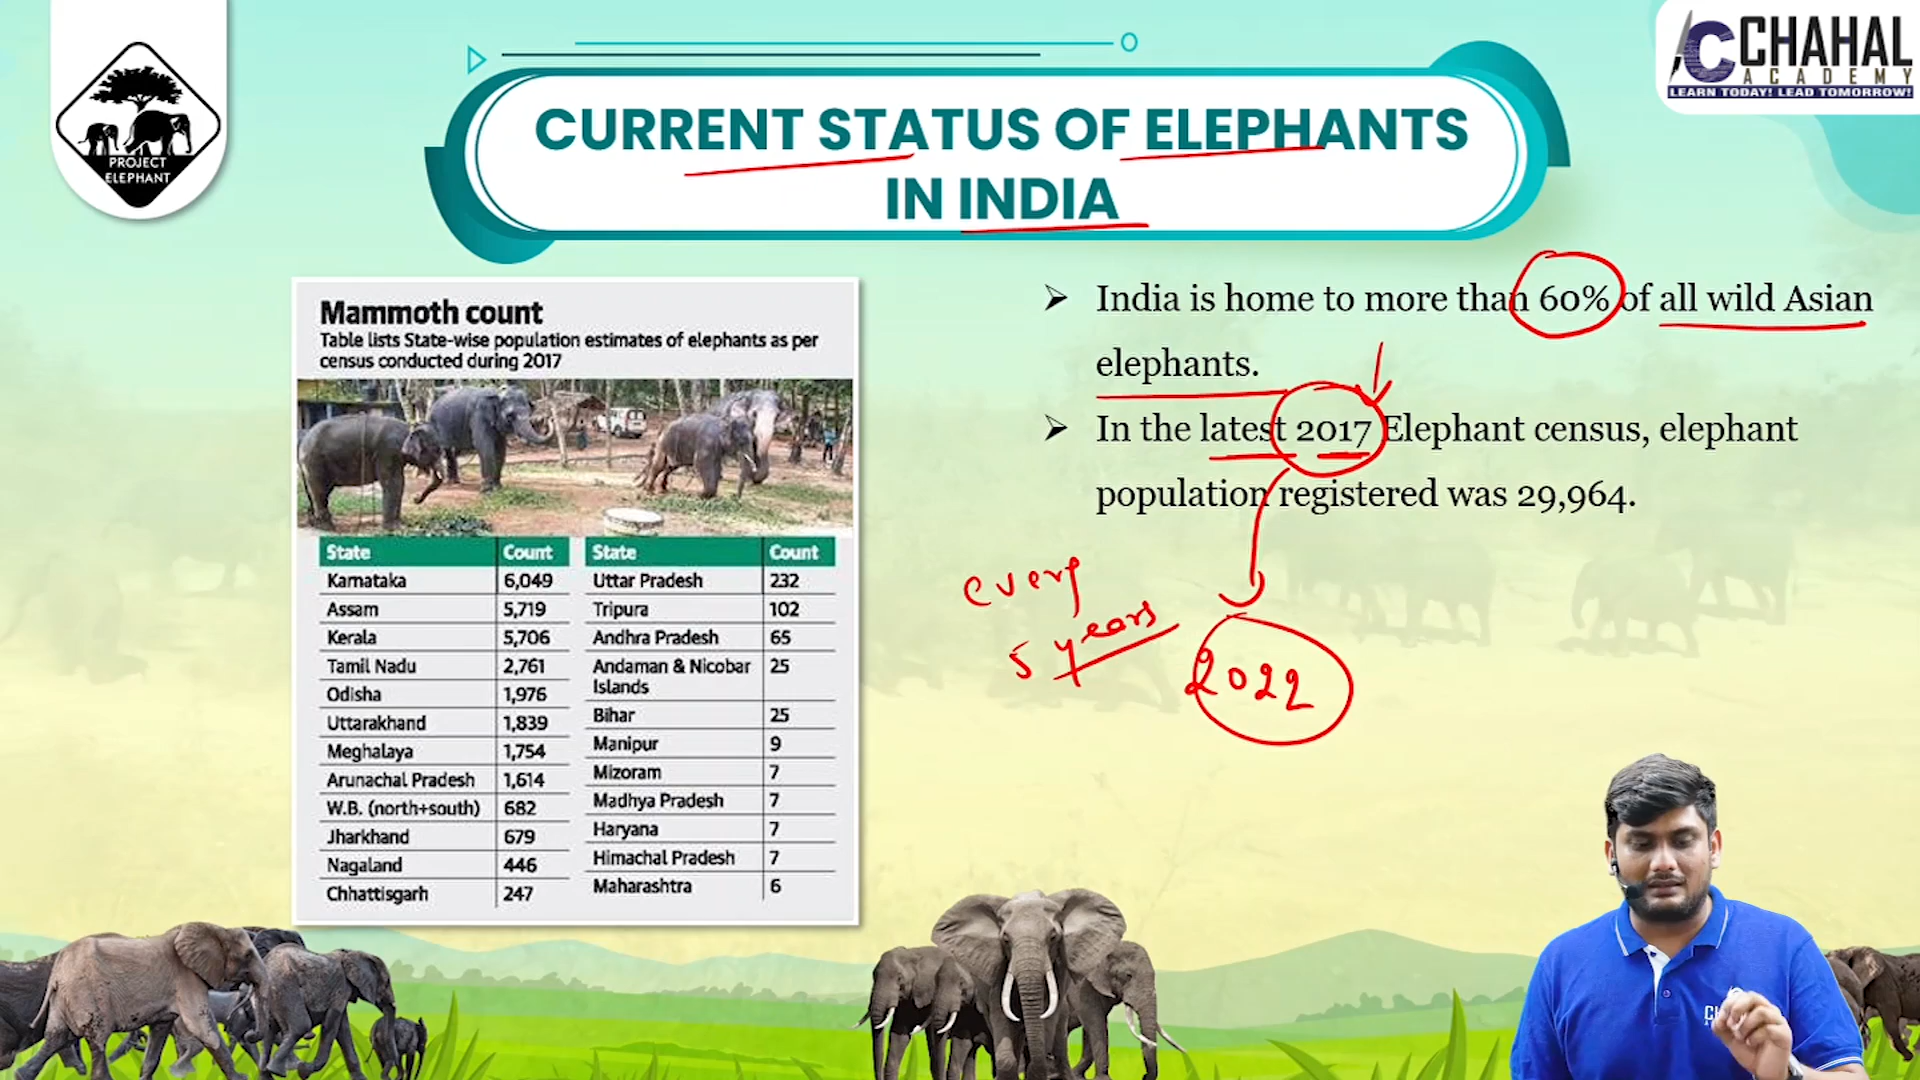 PROJECT
ELEPHANT
CHAHAL
ACADEMY
LEARN TODAY! LEAD TOMORROW!
CURRENT STATUS OF ELEPHANTS
IN INDIA
Mammoth count
Table lists State-wise population estimates of elephants as per
census conducted during 2017
State Count
Karnataka 6,049
Assam 5,719
Kerala 5,706
Tamil Nadu 2,761
Odisha 1,976
Uttarakhand 1,839
Meghalaya 1,754
Arunachal Pradesh 1,614
W.B. (north+south) 682
Jharkhand 679
Nagaland 446
Chhattisgarh 247
State Count
Uttar Pradesh 232
Tripura 102
Andhra Pradesh 65
Andaman & Nicobar 25
Islands
Bihar 25
Manipur 9
Mizoram 7
Madhya Pradesh 7
Haryana 7
Himachal Pradesh 7
Maharashtra 6
➢ India is home to more than 60% of all wild Asian
elephants.
➢ In the latest 2017 Elephant census, elephant
population registered was 29,964.
every
5 years
2022